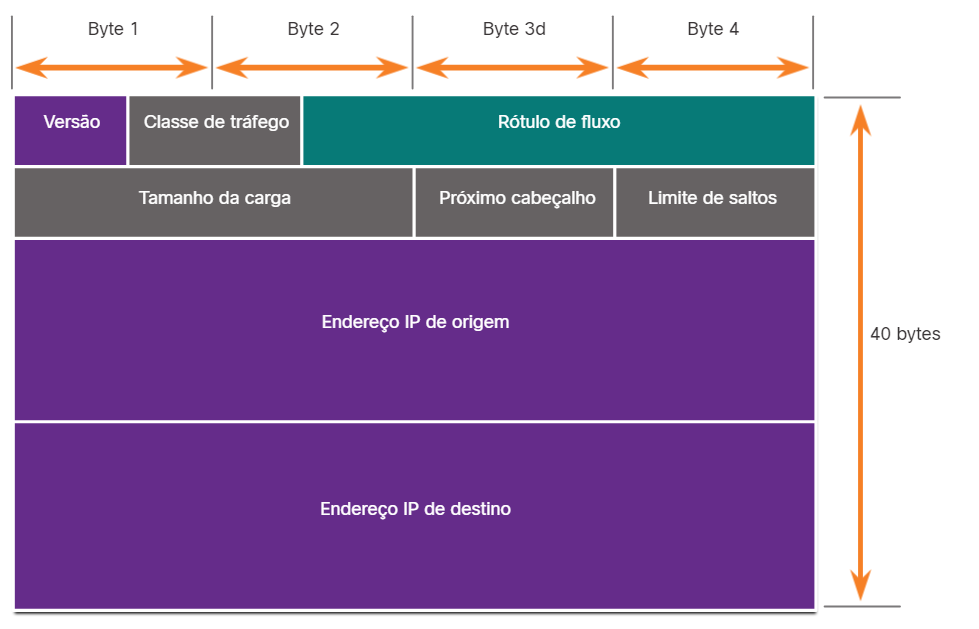 Byte 1
Byte 2
Byte 3d
Byte 4
Versão
Classe de tráfego
Rótulo de fluxo
Tamanho da carga
Próximo cabeçalho
Limite de saltos
Endereço IP de origem
40 bytes
Endereço IP de destino